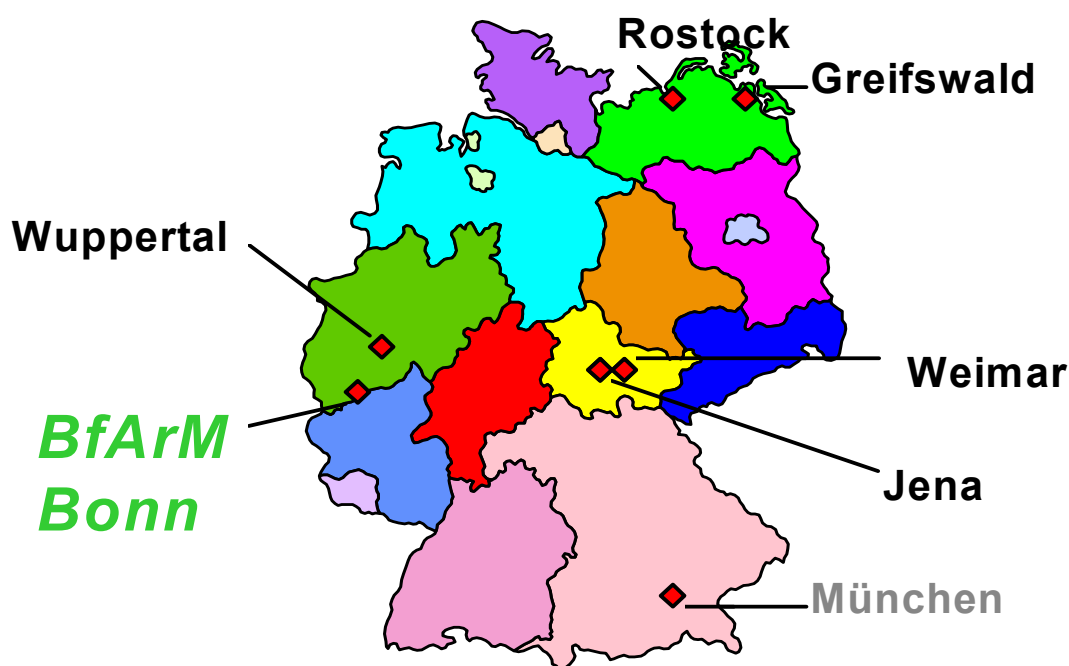 Rostock
Greifswald
Wuppertal
Weimar
BfArM
Bonn
Jena
München